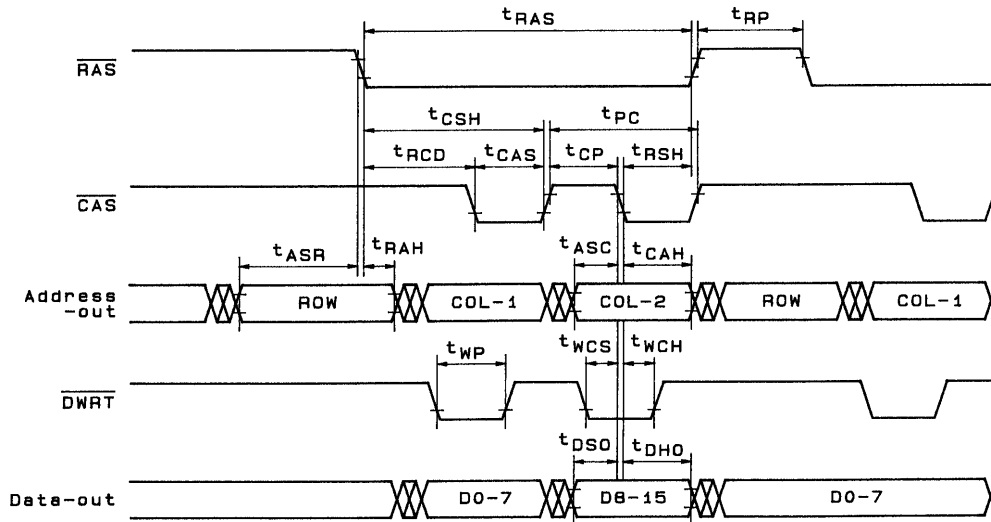 tRAS tRP
RAS
tCSH tPC
tRCD tCAS tCP tRSH
CAS
tASR tRAH tASC tCAH
Address
-out ROW COL-1 COL-2 ROW COL-1
tWP tWCS tWCH
DWRT
tDSO tDHO
Data-out D0-7 D8-15 D0-7